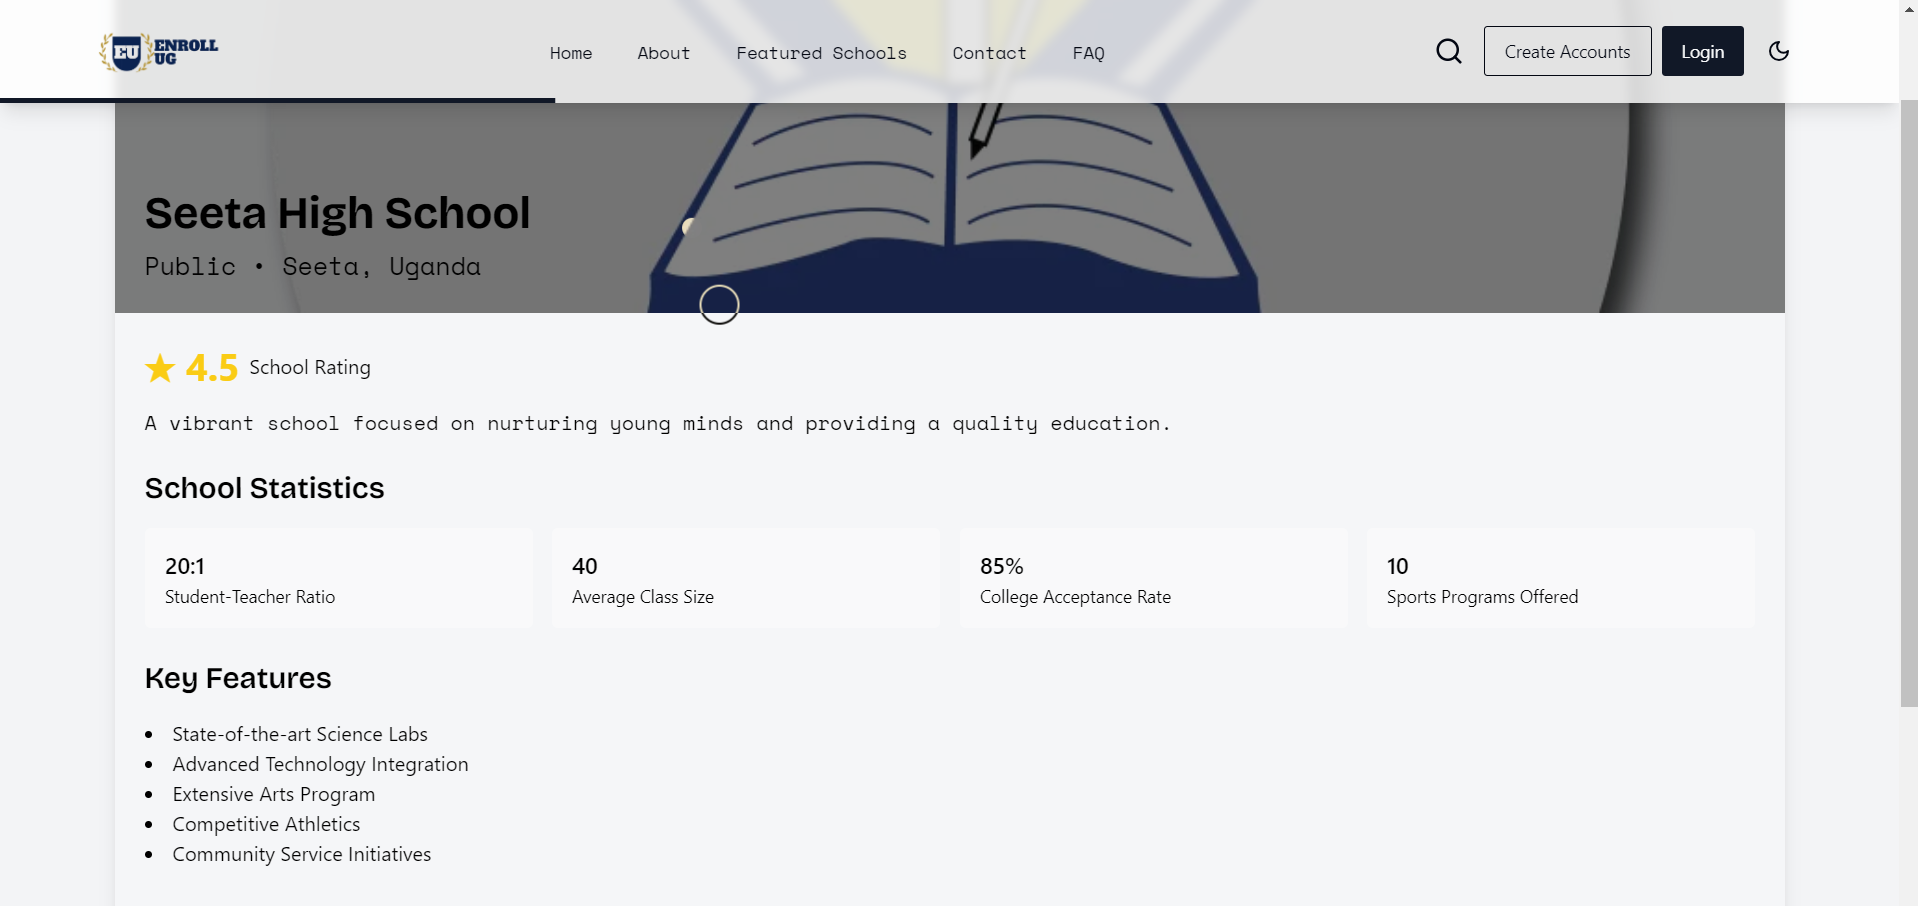 EU ENROLL
UG
Home About Featured Schools Contact FAQ
Create Accounts Login
Seeta High School
Public • Seeta, Uganda
4.5 School Rating
A vibrant school focused on nurturing young minds and providing a quality education.
School Statistics
20:1
Student-Teacher Ratio
40
Average Class Size
85%
College Acceptance Rate
10
Sports Programs Offered
Key Features
• State-of-the-art Science Labs
• Advanced Technology Integration
• Extensive Arts Program
• Competitive Athletics
• Community Service Initiatives